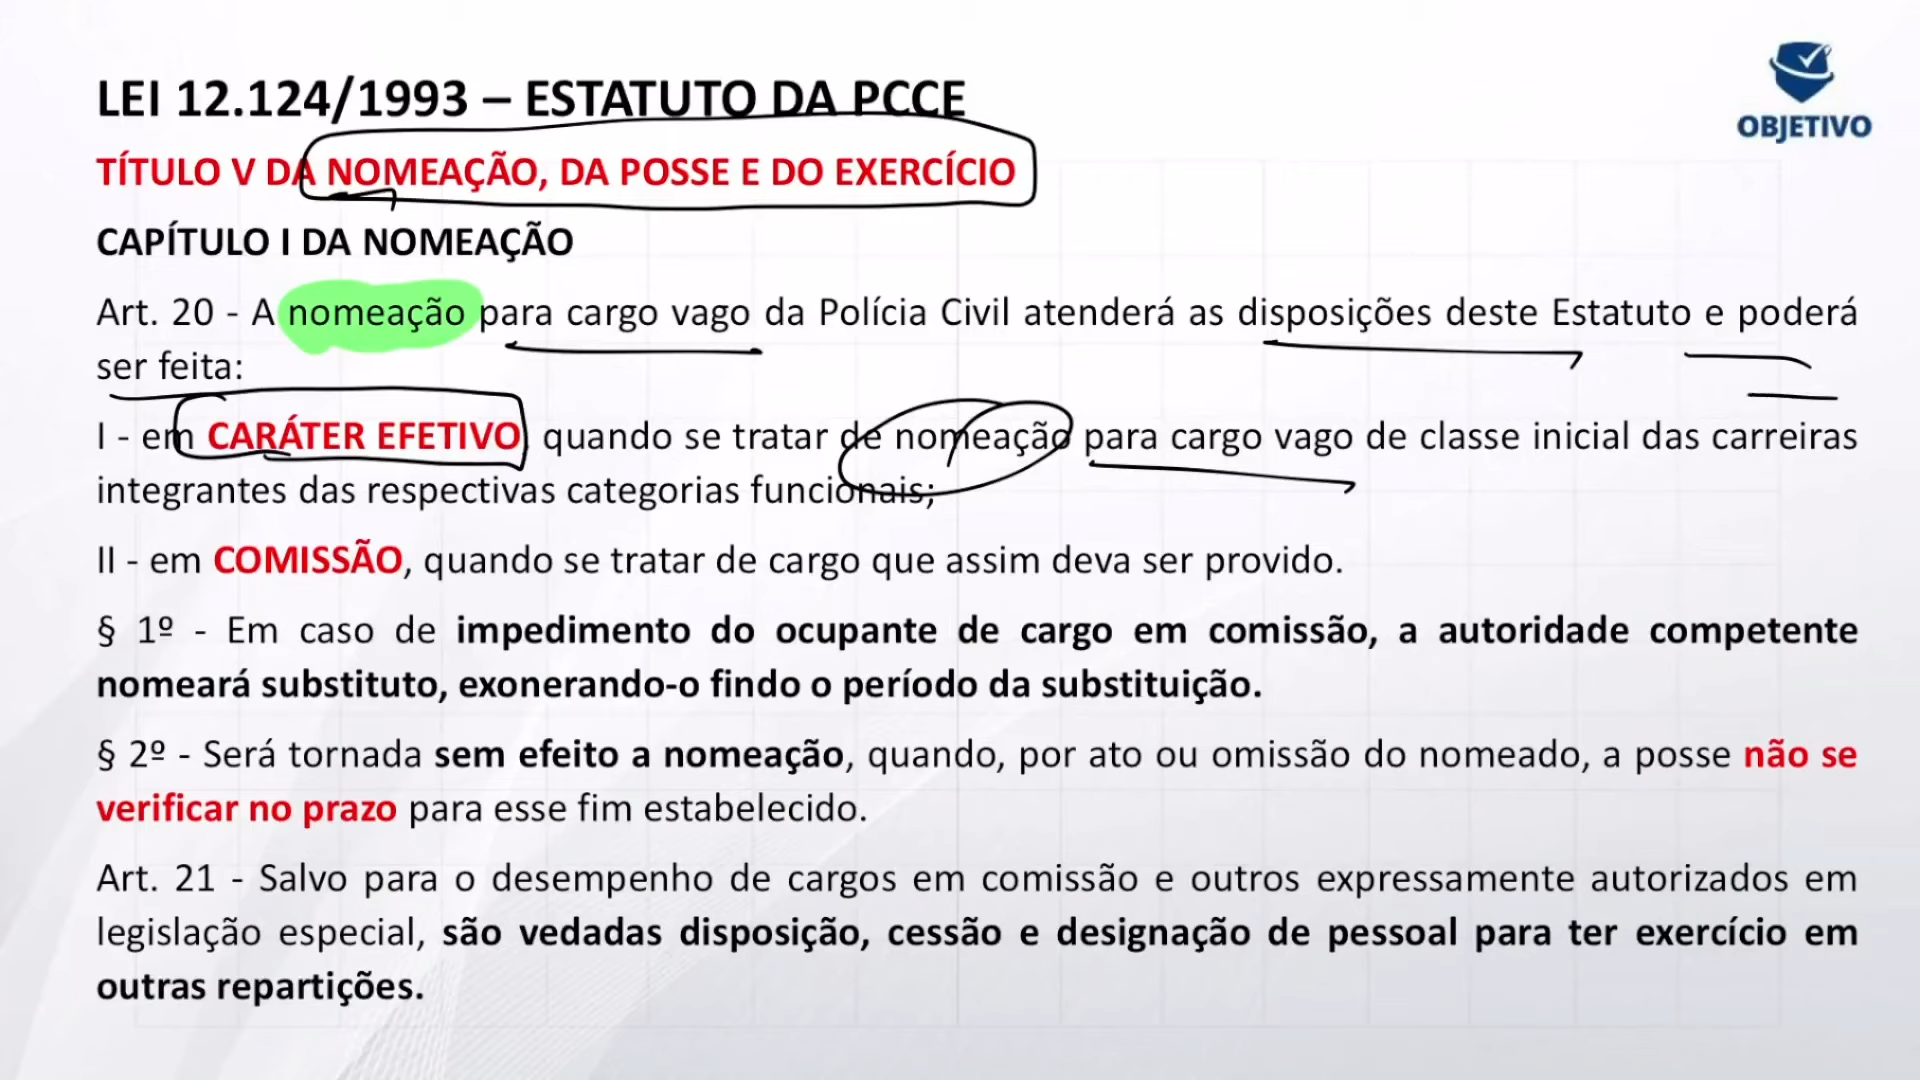 LEI 12.124/1993 – ESTATUTO DA PCCE
OBJETIVO
TÍTULO V DA NOMEAÇÃO, DA POSSE E DO EXERCÍCIO
CAPÍTULO I DA NOMEAÇÃO
Art. 20 - A nomeação para cargo vago da Polícia Civil atenderá as disposições deste Estatuto e poderá
ser feita:
I - em CARÁTER EFETIVO, quando se tratar de nomeação para cargo vago de classe inicial das carreiras
integrantes das respectivas categorias funcionais;
II - em COMISSÃO, quando se tratar de cargo que assim deva ser provido.
§ 1º - Em caso de impedimento do ocupante de cargo em comissão, a autoridade competente
nomeará substituto, exonerando-o findo o período da substituição.
§ 2º - Será tornada sem efeito a nomeação, quando, por ato ou omissão do nomeado, a posse não se
verificar no prazo para esse fim estabelecido.
Art. 21 - Salvo para o desempenho de cargos em comissão e outros expressamente autorizados em
legislação especial, são vedadas disposição, cessão e designação de pessoal para ter exercício em
outras repartições.